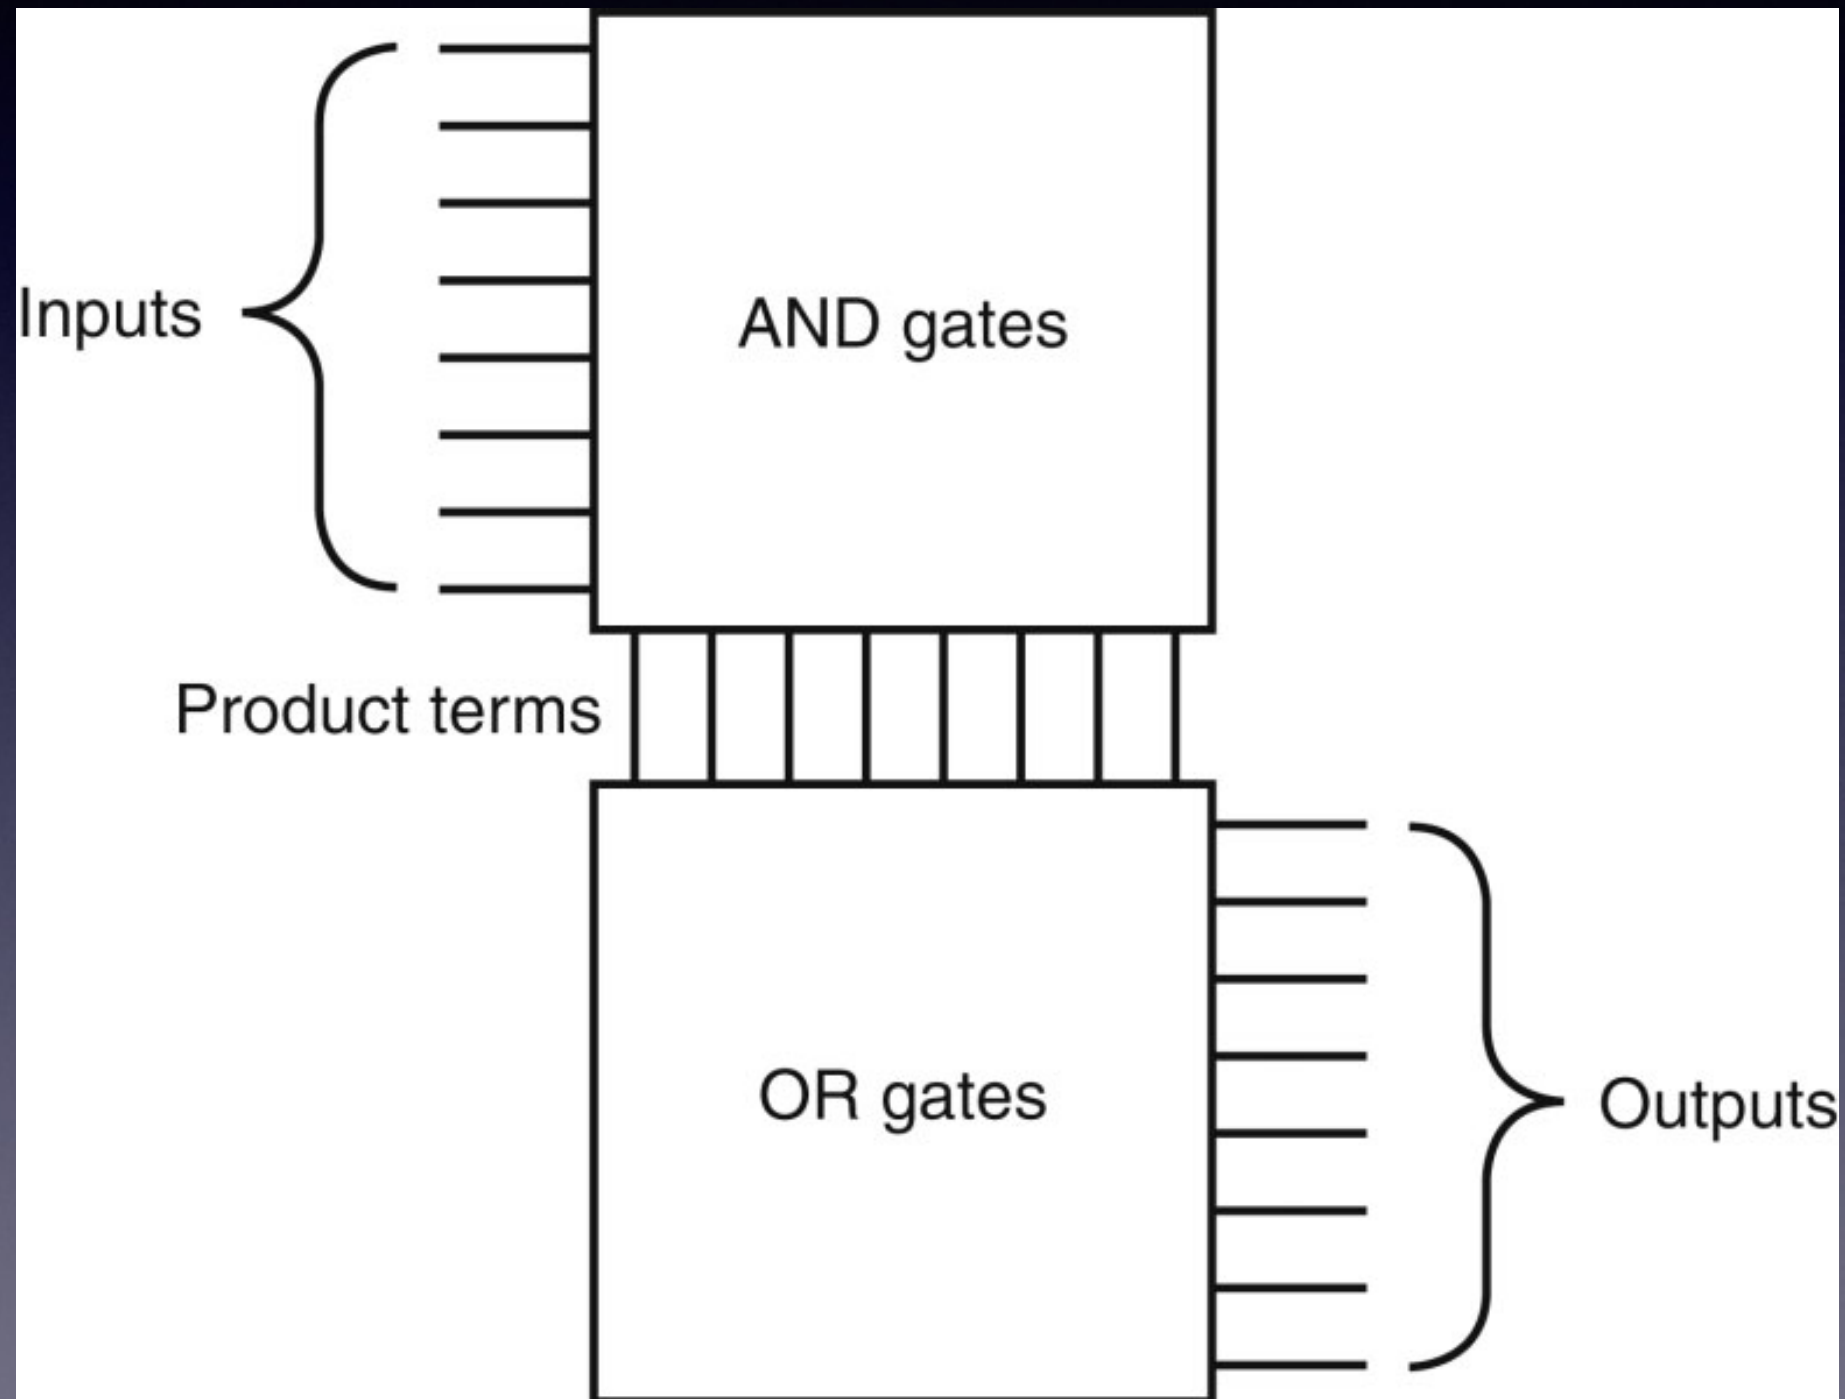 Inputs
AND gates
Product terms
OR gates
Outputs